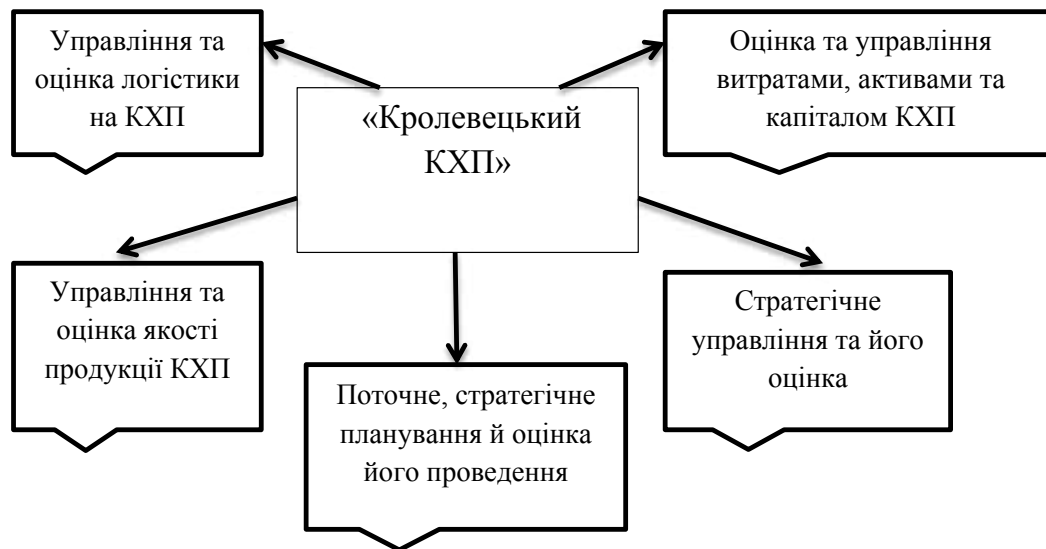 Управління та
оцінка логістики
на КХП
«Кролевецький
КХП»
Оцінка та управління
витратами, активами та
капіталом КХП
Управління та
оцінка якості
продукції КХП
Поточне, стратегічне
планування й оцінка
його проведення
Стратегічне
управління та його
оцінка